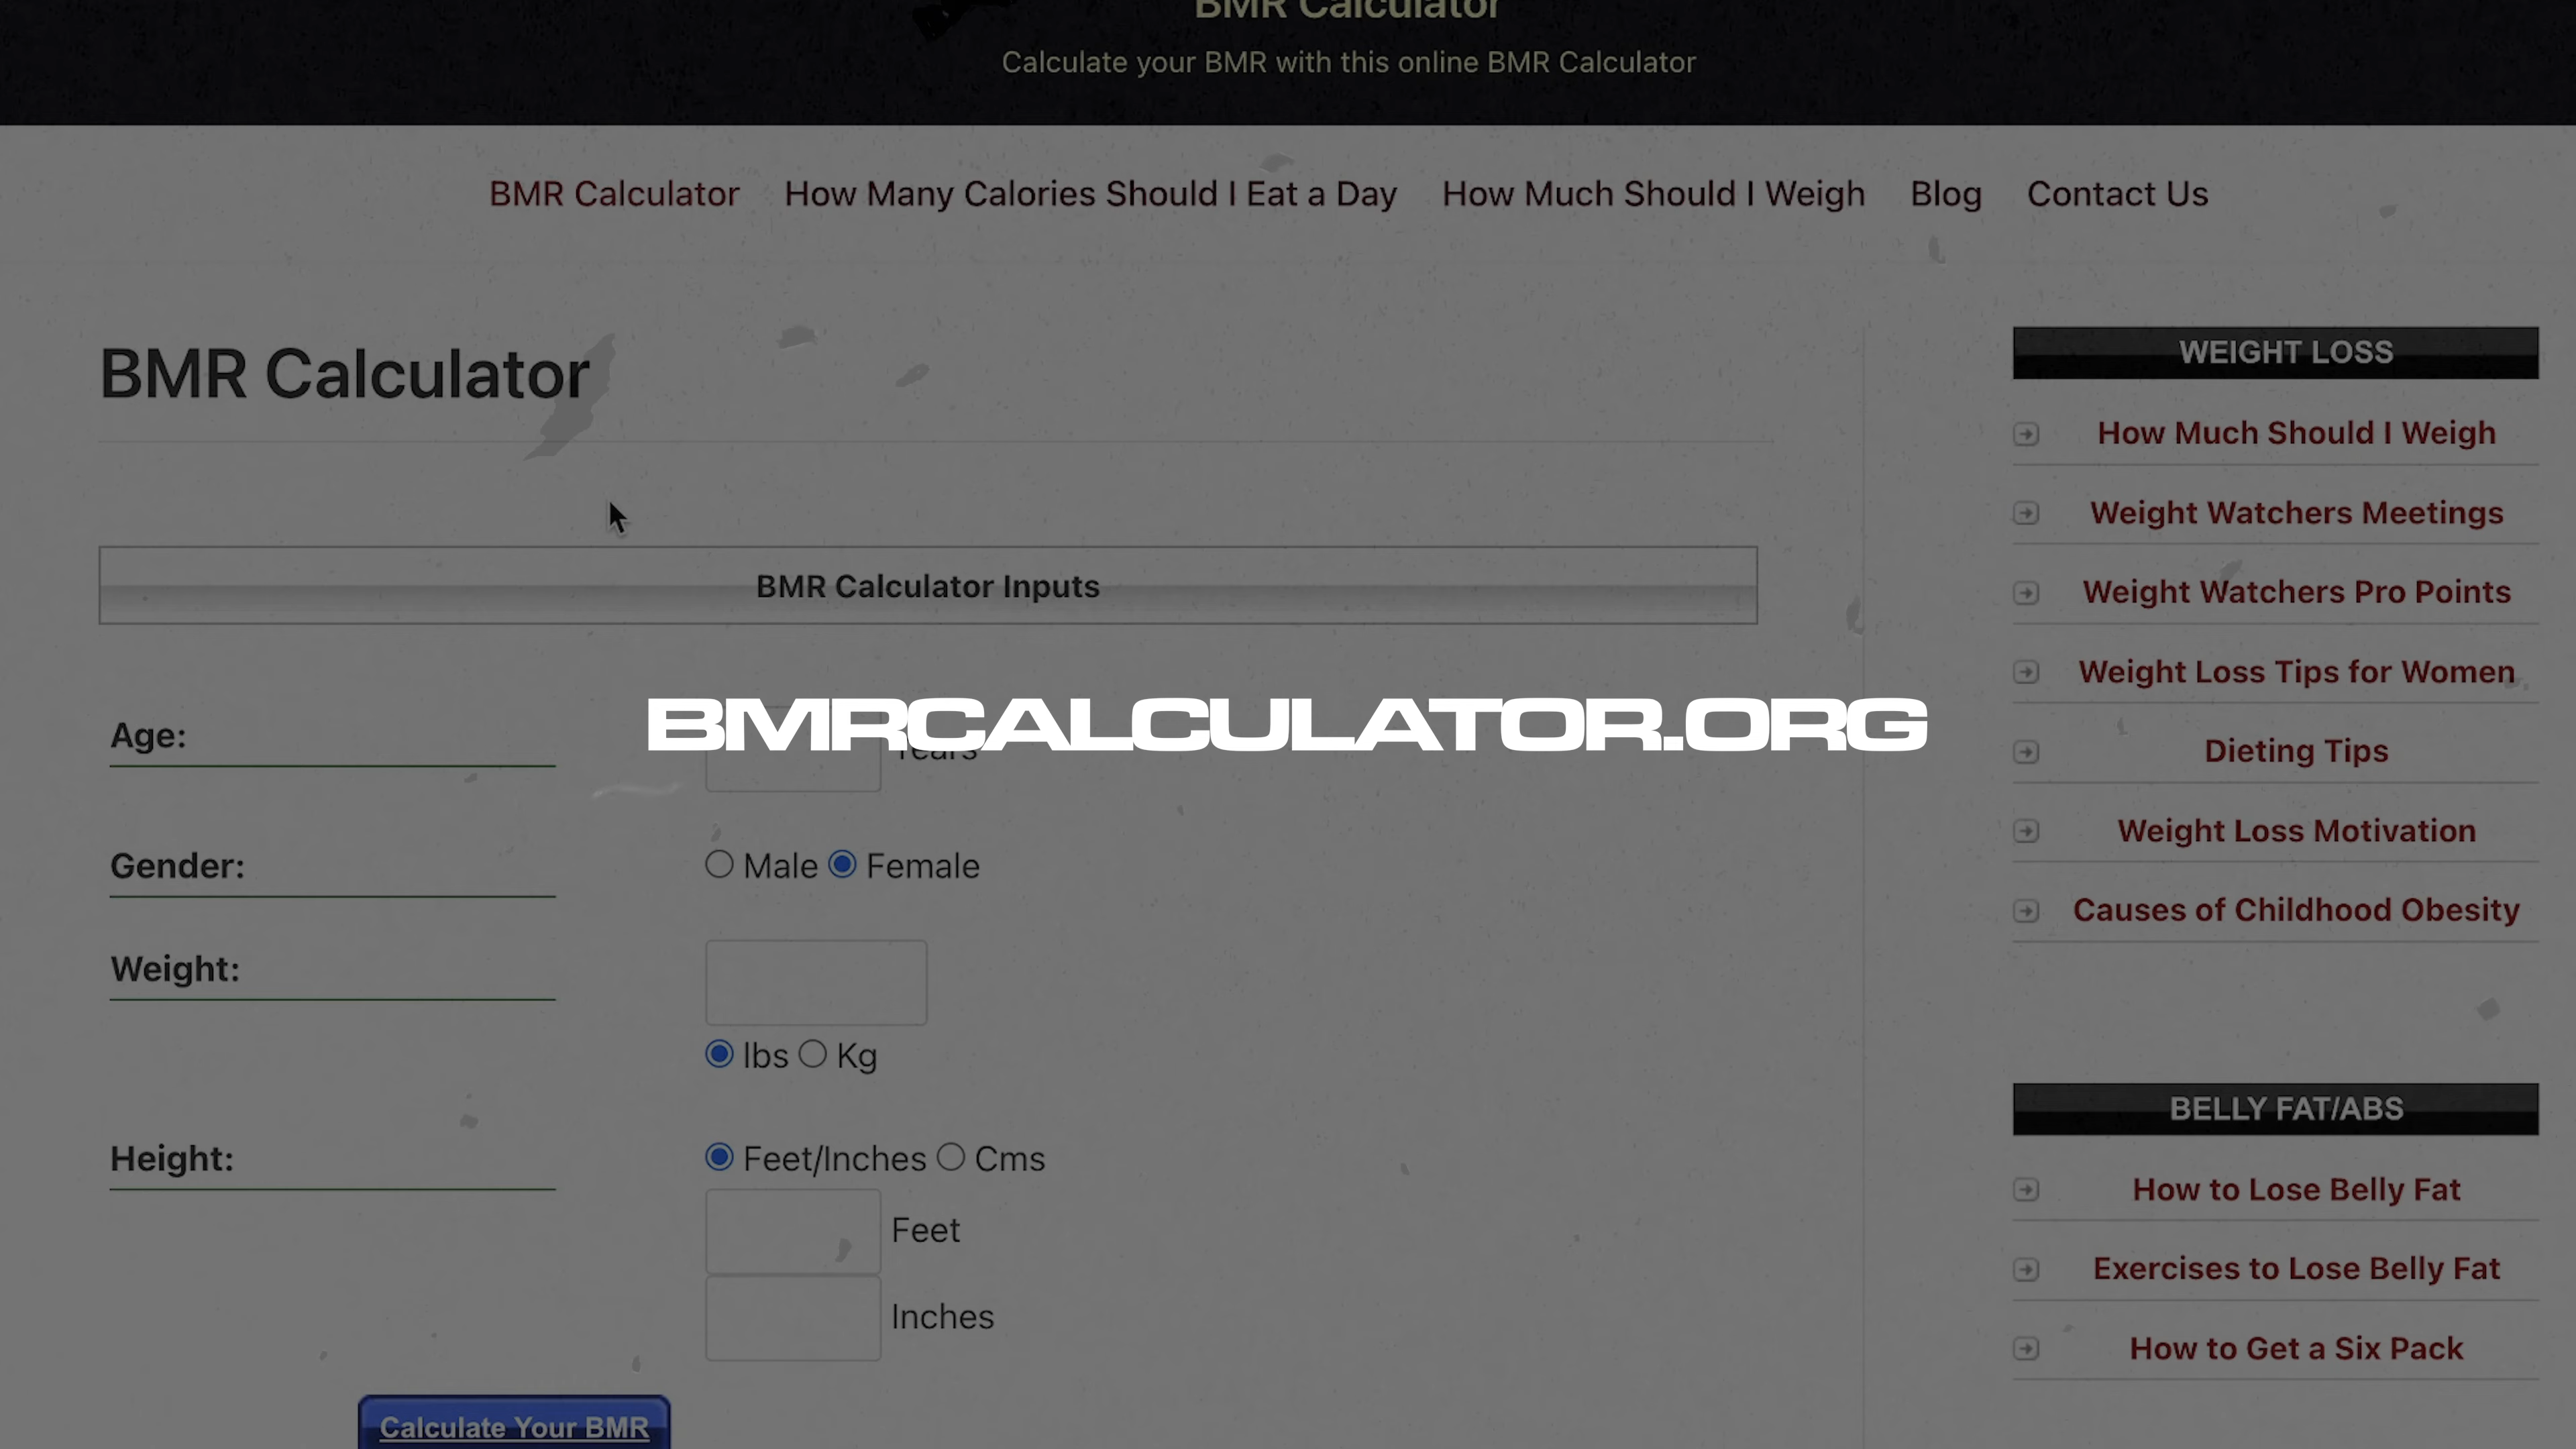 BMR Calculator
Calculate your BMR with this online BMR Calculator
BMR Calculator How Many Calories Should I Eat a Day How Much Should I Weigh Blog Contact Us
BMR Calculator
BMR Calculator Inputs
BMRCALCULATOR.ORG
Age:
Years
Gender:
Male Female
Weight:
lbs Kg
Height:
Feet/Inches Cms
Feet
Inches
Calculate Your BMR
WEIGHT LOSS
How Much Should I Weigh
Weight Watchers Meetings
Weight Watchers Pro Points
Weight Loss Tips for Women
Dieting Tips
Weight Loss Motivation
Causes of Childhood Obesity
BELLY FAT/ABS
How to Lose Belly Fat
Exercises to Lose Belly Fat
How to Get a Six Pack